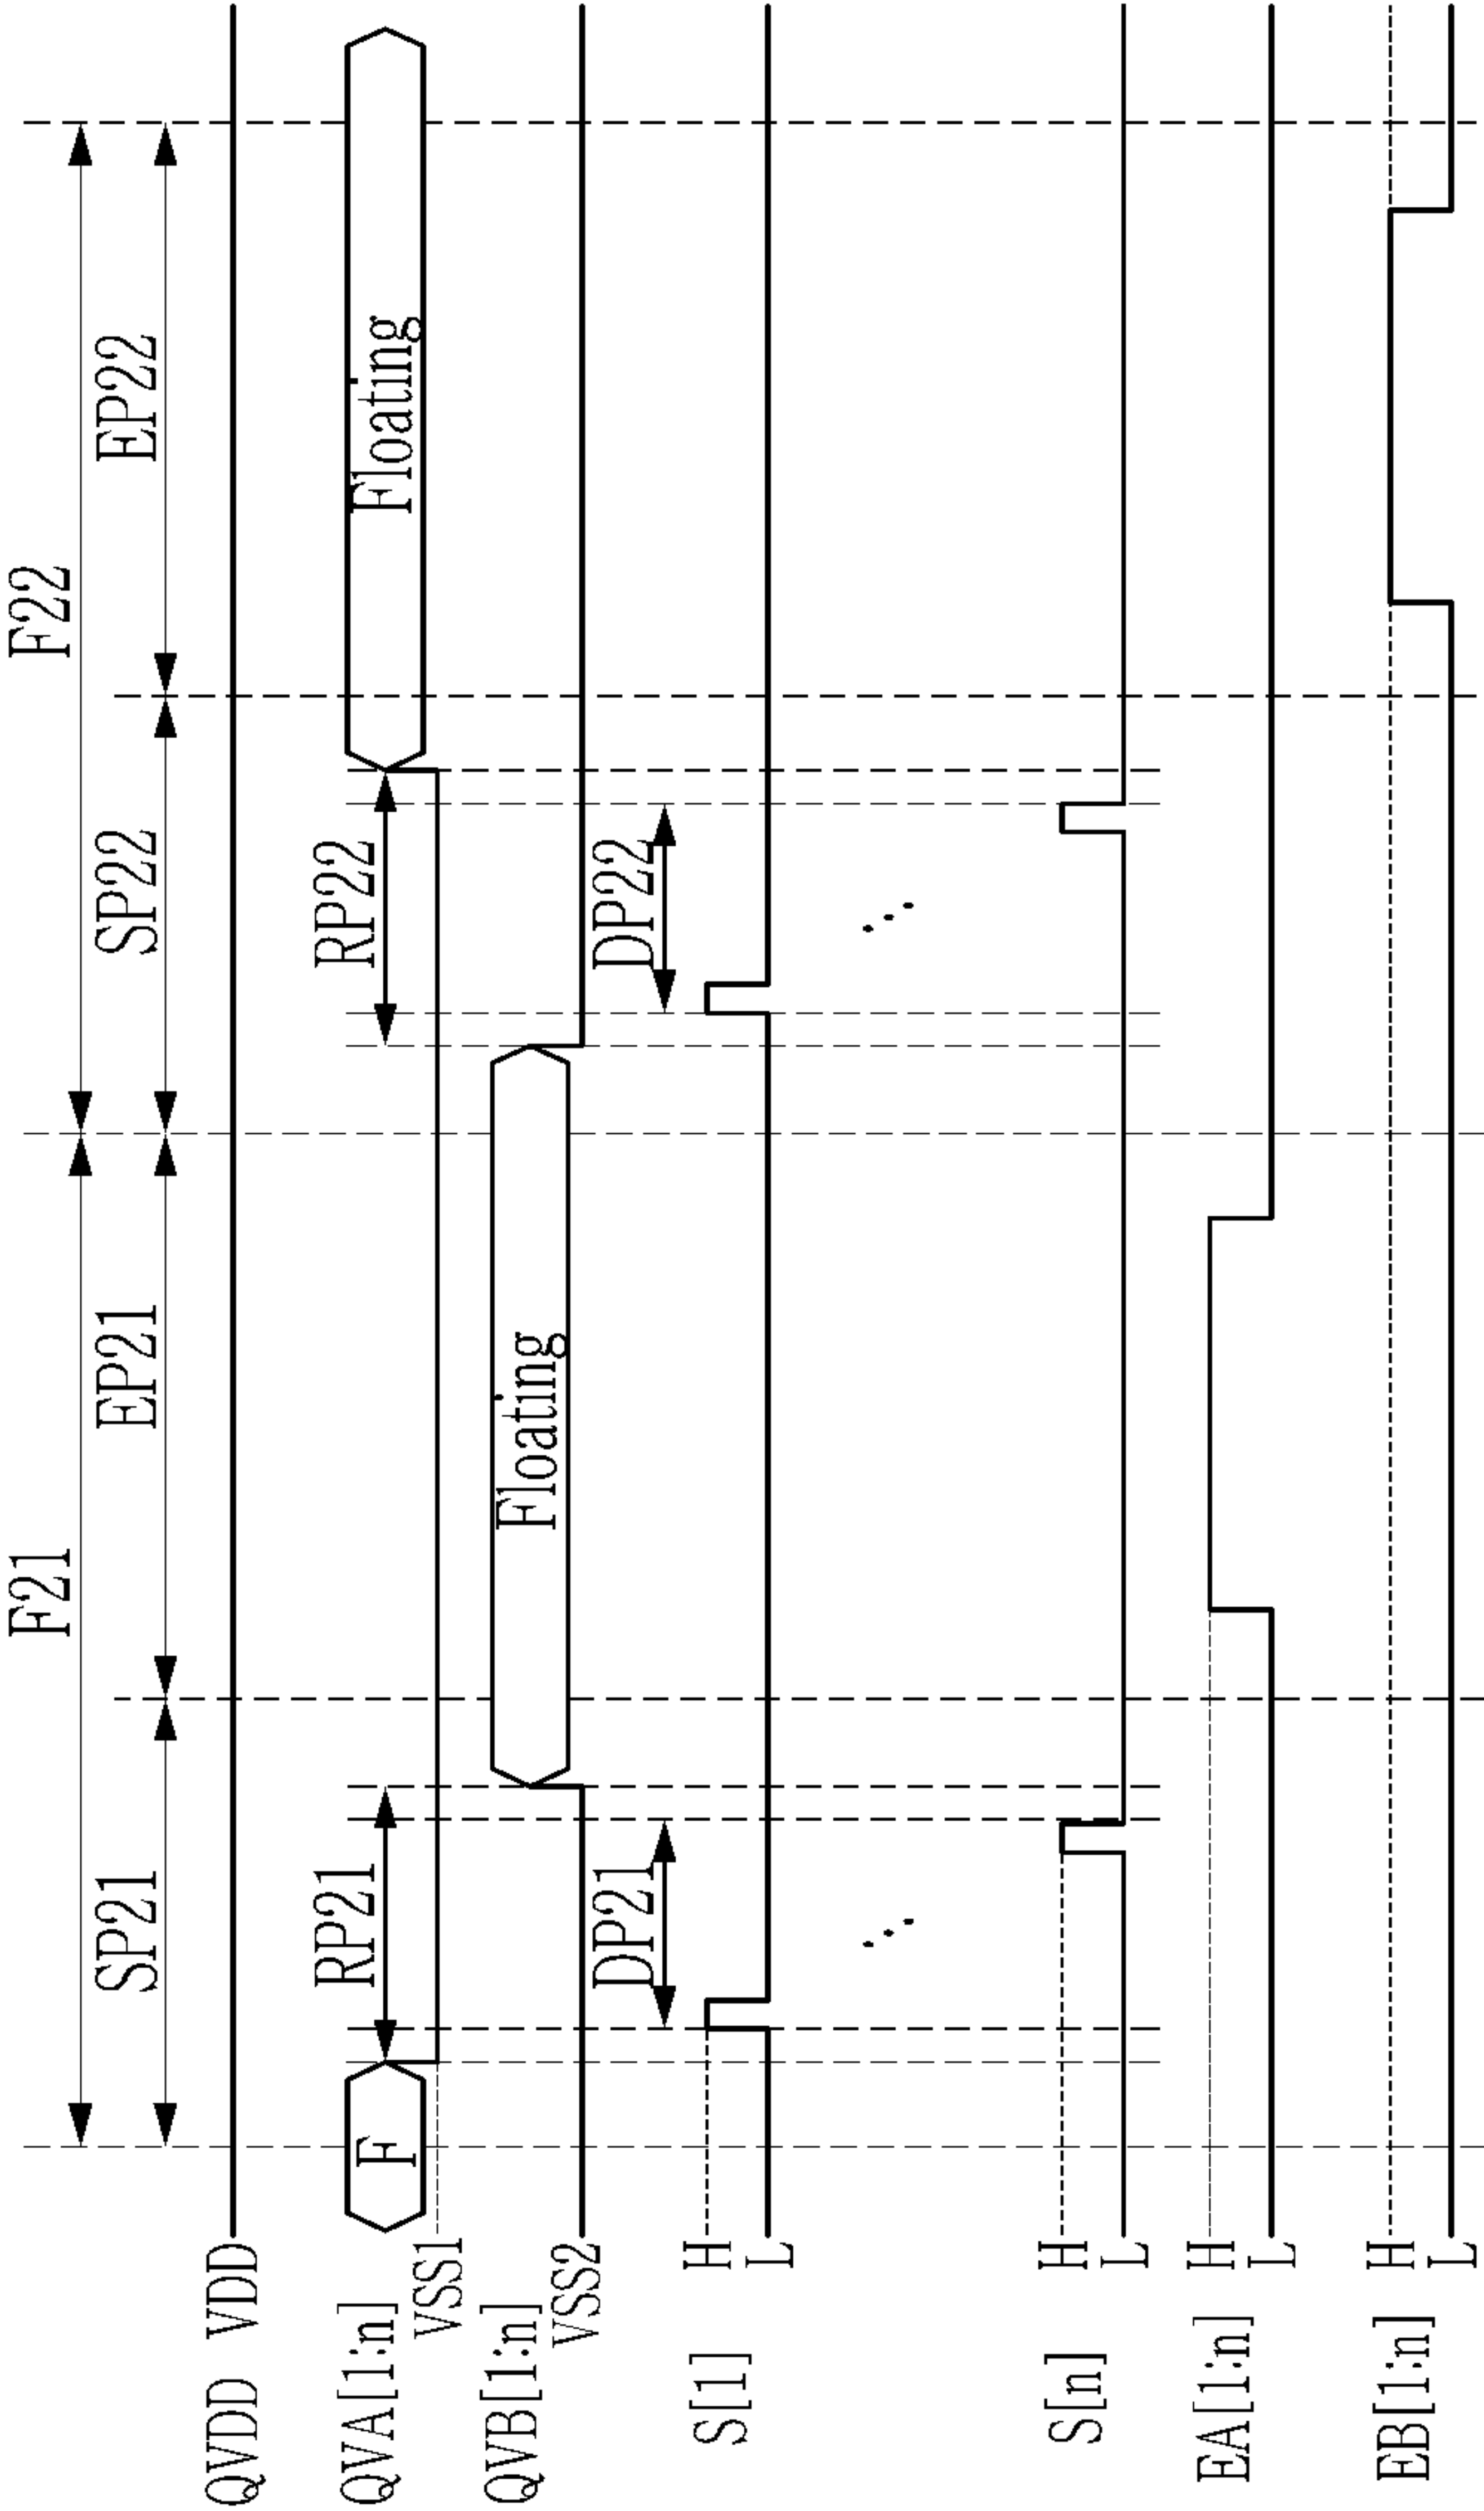 F21 F22
SP21 EP21 SP22 EP22
QVDD VDD
QVA[1:n] F RP21 RP22 Floating
VSS1
QVB[1:n] Floating
VSS2
DP21 DP22
S[1] H
L
S[n] H
L
EA[1:n] H
L
EB[1:n] H
L